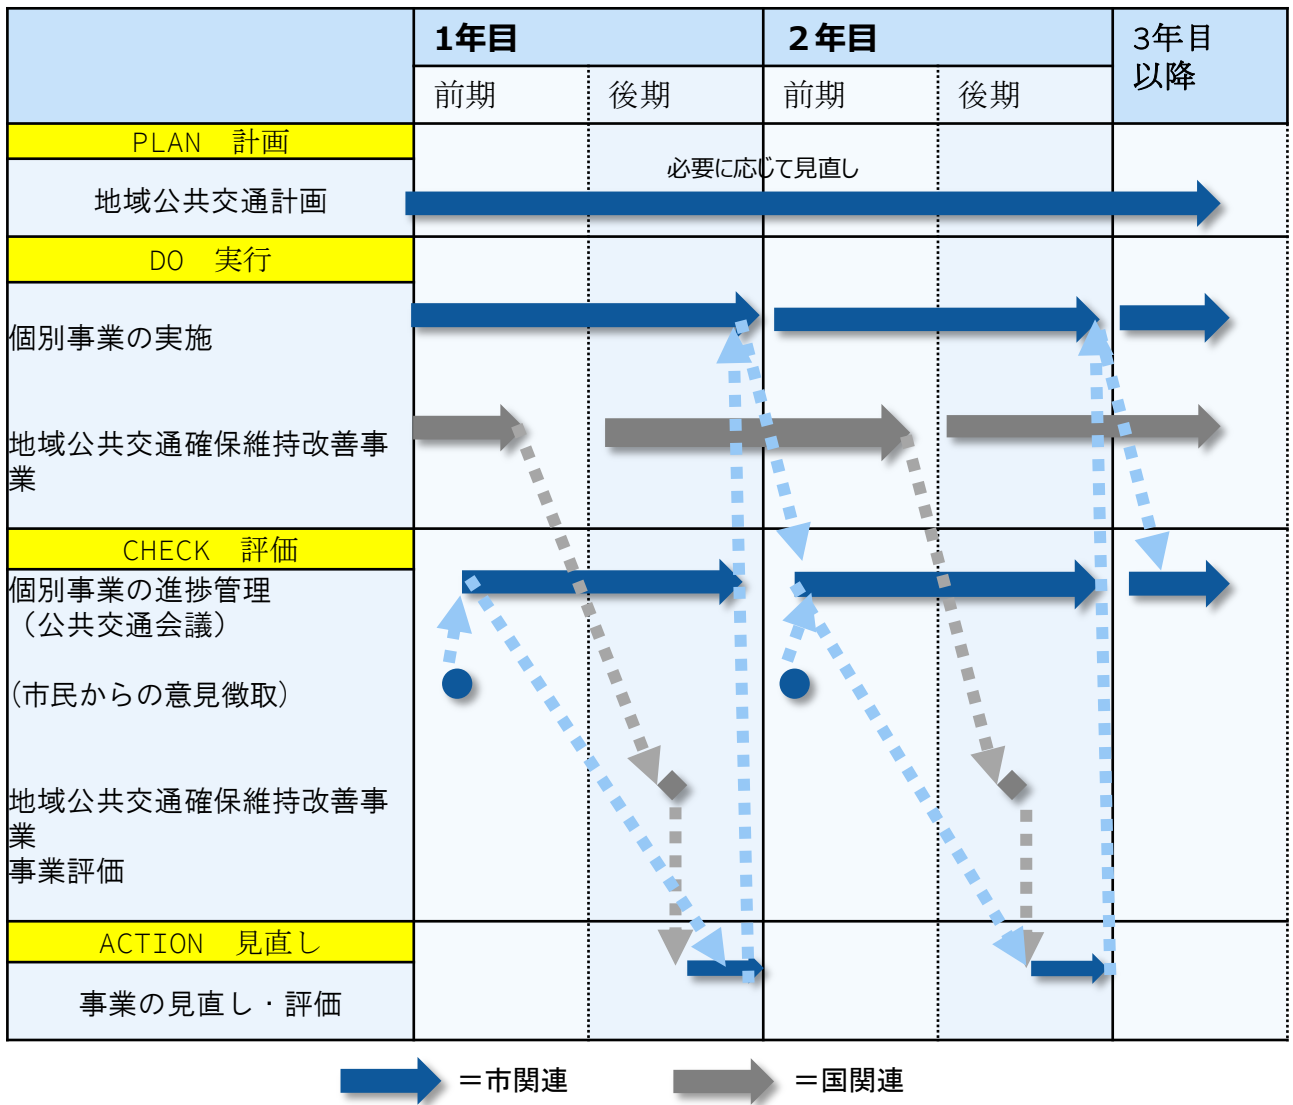 1年目
２年目
3年目
以降
前期
後期
前期
後期
PLAN　計画
必要に応じて見直し
地域公共交通計画
DO　実行
個別事業の実施
地域公共交通確保維持改善事
業
CHECK　評価
個別事業の進捗管理
（公共交通会議）
(市民からの意見徴取）
地域公共交通確保維持改善事
業
事業評価
ACTION　見直し
事業の見直し・評価
＝市関連
＝国関連